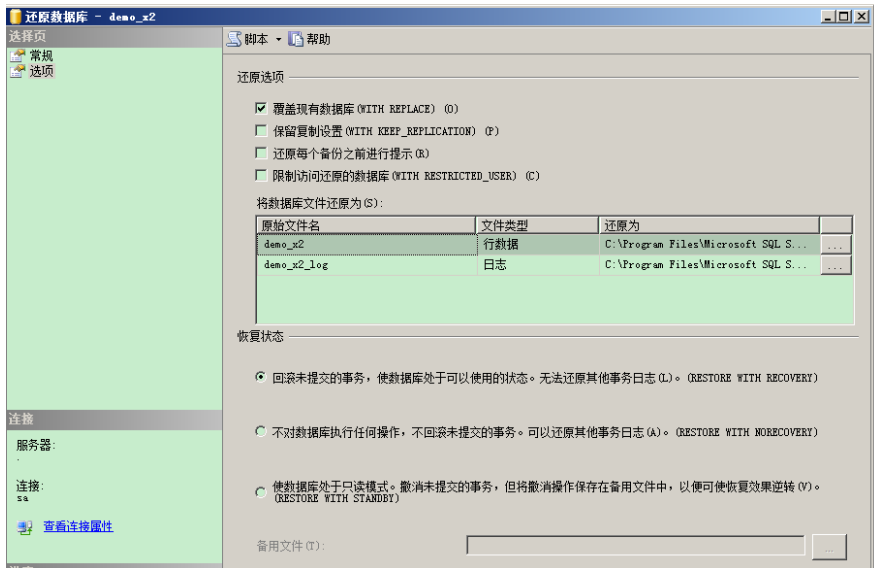 还原数据库 - demo_x2
选择页
常规
选项
脚本
帮助
还原选项
覆盖现有数据库(WITH REPLACE) (O)
保留复制设置(WITH KEEP_REPLICATION) (P)
还原每个备份之前进行提示(R)
限制访问还原的数据库(WITH RESTRICTED_USER) (C)
将数据库文件还原为(S):
原始文件名 文件类型 还原为
demo_x2 行数据 C:\Program Files\Microsoft SQL S... ...
demo_x2_log 日志 C:\Program Files\Microsoft SQL S... ...
恢复状态
回滚未提交的事务，使数据库处于可以使用的状态。无法还原其他事务日志(L)。(RESTORE WITH RECOVERY)
不对数据库执行任何操作，不回滚未提交的事务。可以还原其他事务日志(A)。(RESTORE WITH NORECOVERY)
使数据库处于只读模式。撤消未提交的事务，但将撤消操作保存在备用文件中，以便可使恢复效果逆转(V)。
(RESTORE WITH STANDBY)
备用文件(T):
...
连接
服务器:
.
连接:
sa
查看连接属性